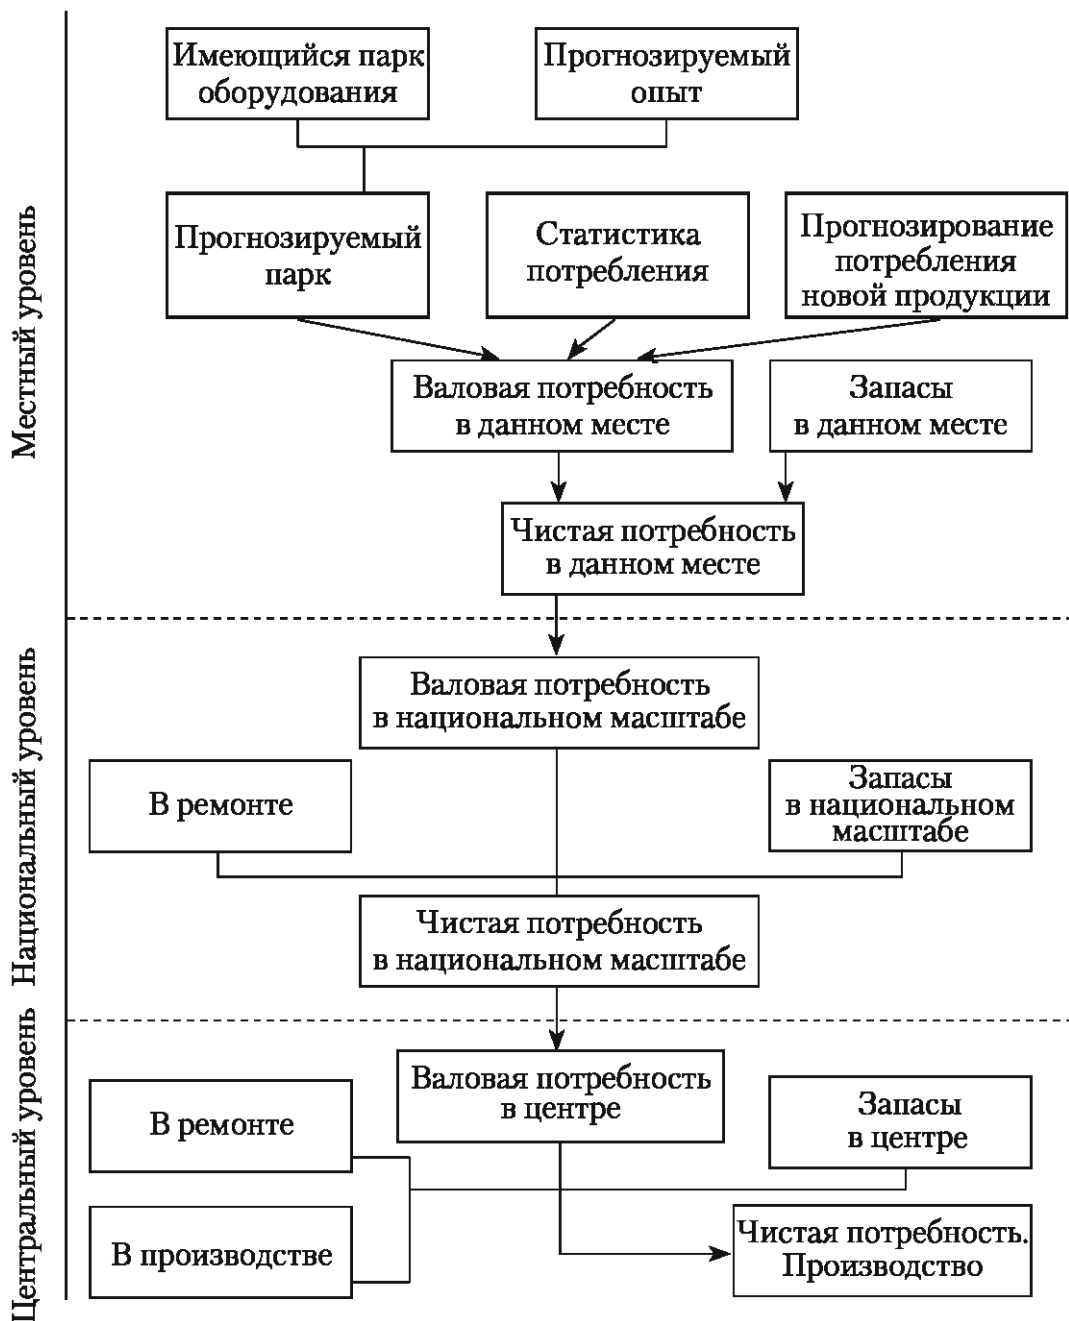 Местный уровень
Имеющийся парк
оборудования
Прогнозируемый
опыт
Прогнозируемый
парк
Статистика
потребления
Прогнозирование
потребления
новой продукции
Валовая потребность
в данном месте
Запасы
в данном месте
Чистая потребность
в данном месте
Национальный уровень
Валовая потребность
в национальном масштабе
В ремонте
Запасы
в национальном
масштабе
Чистая потребность
в национальном масштабе
Центральный уровень
Валовая потребность
в центре
В ремонте
Запасы
в центре
В производстве
Чистая потребность.
Производство